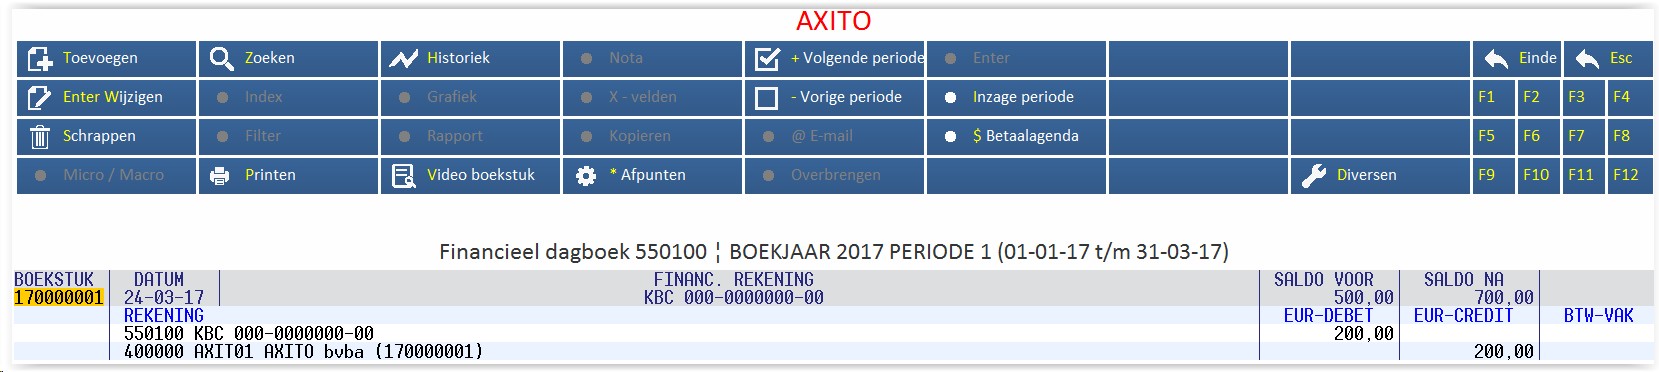 AXITO
Toevoegen Zoeken Historiek Nota + Volgende periode Enter Einde Esc
Enter Wijzigen Index Grafiek X - velden - Vorige periode Inzage periode F1 F2 F3 F4
Schrappen Filter Rapport Kopieren @ E-mail $ Betaalagenda F5 F6 F7 F8
Micro / Macro Printen Video boekstuk * Afpunten Overbrengen Diversen F9 F10 F11 F12
Financieel dagboek 550100 ¦ BOEKJAAR 2017 PERIODE 1 (01-01-17 t/m 31-03-17)
BOEKSTUK DATUM FINANC. REKENING SALDO VOOR SALDO NA
170000001 24-03-17 KBC 000-0000000-00 500,00 700,00
REKENING EUR-DEBET EUR-CREDIT BTW-VAK
550100 KBC 000-0000000-00 200,00
400000 AXIT01 AXITO bvba (170000001) 200,00